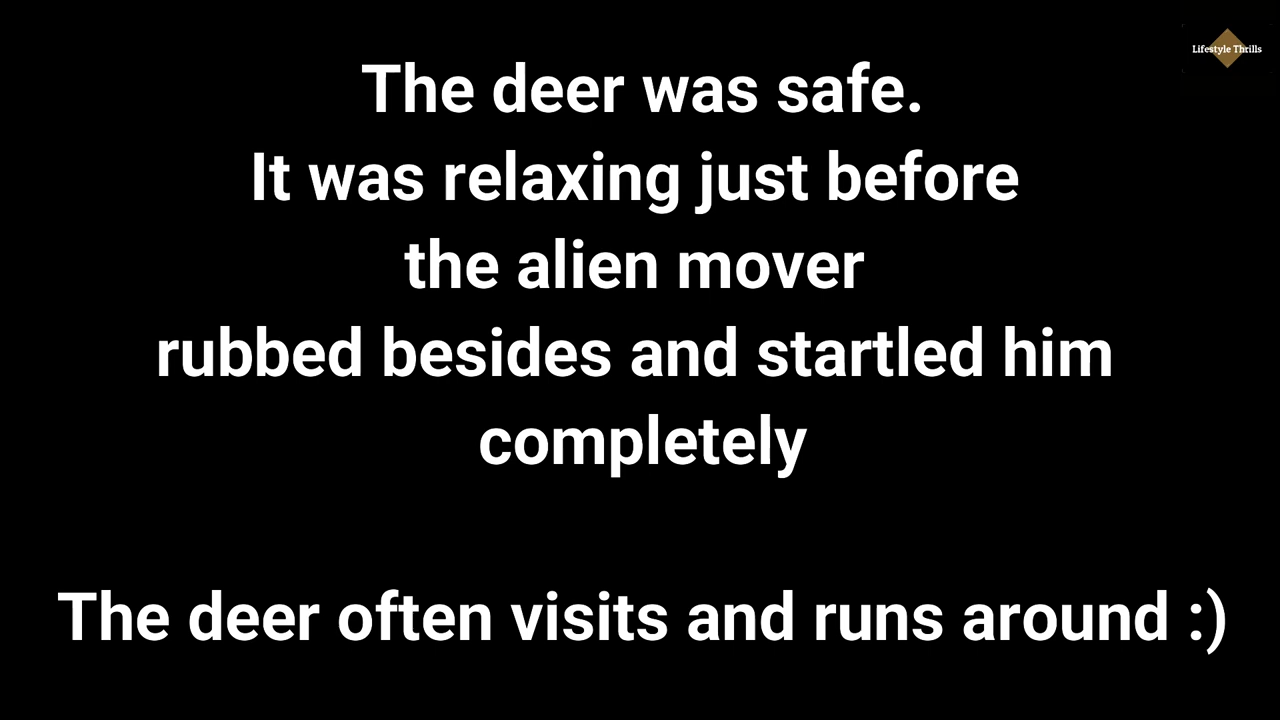 Lifestyle Thrills
The deer was safe.
It was relaxing just before
the alien mover
rubbed besides and startled him
completely
The deer often visits and runs around :)